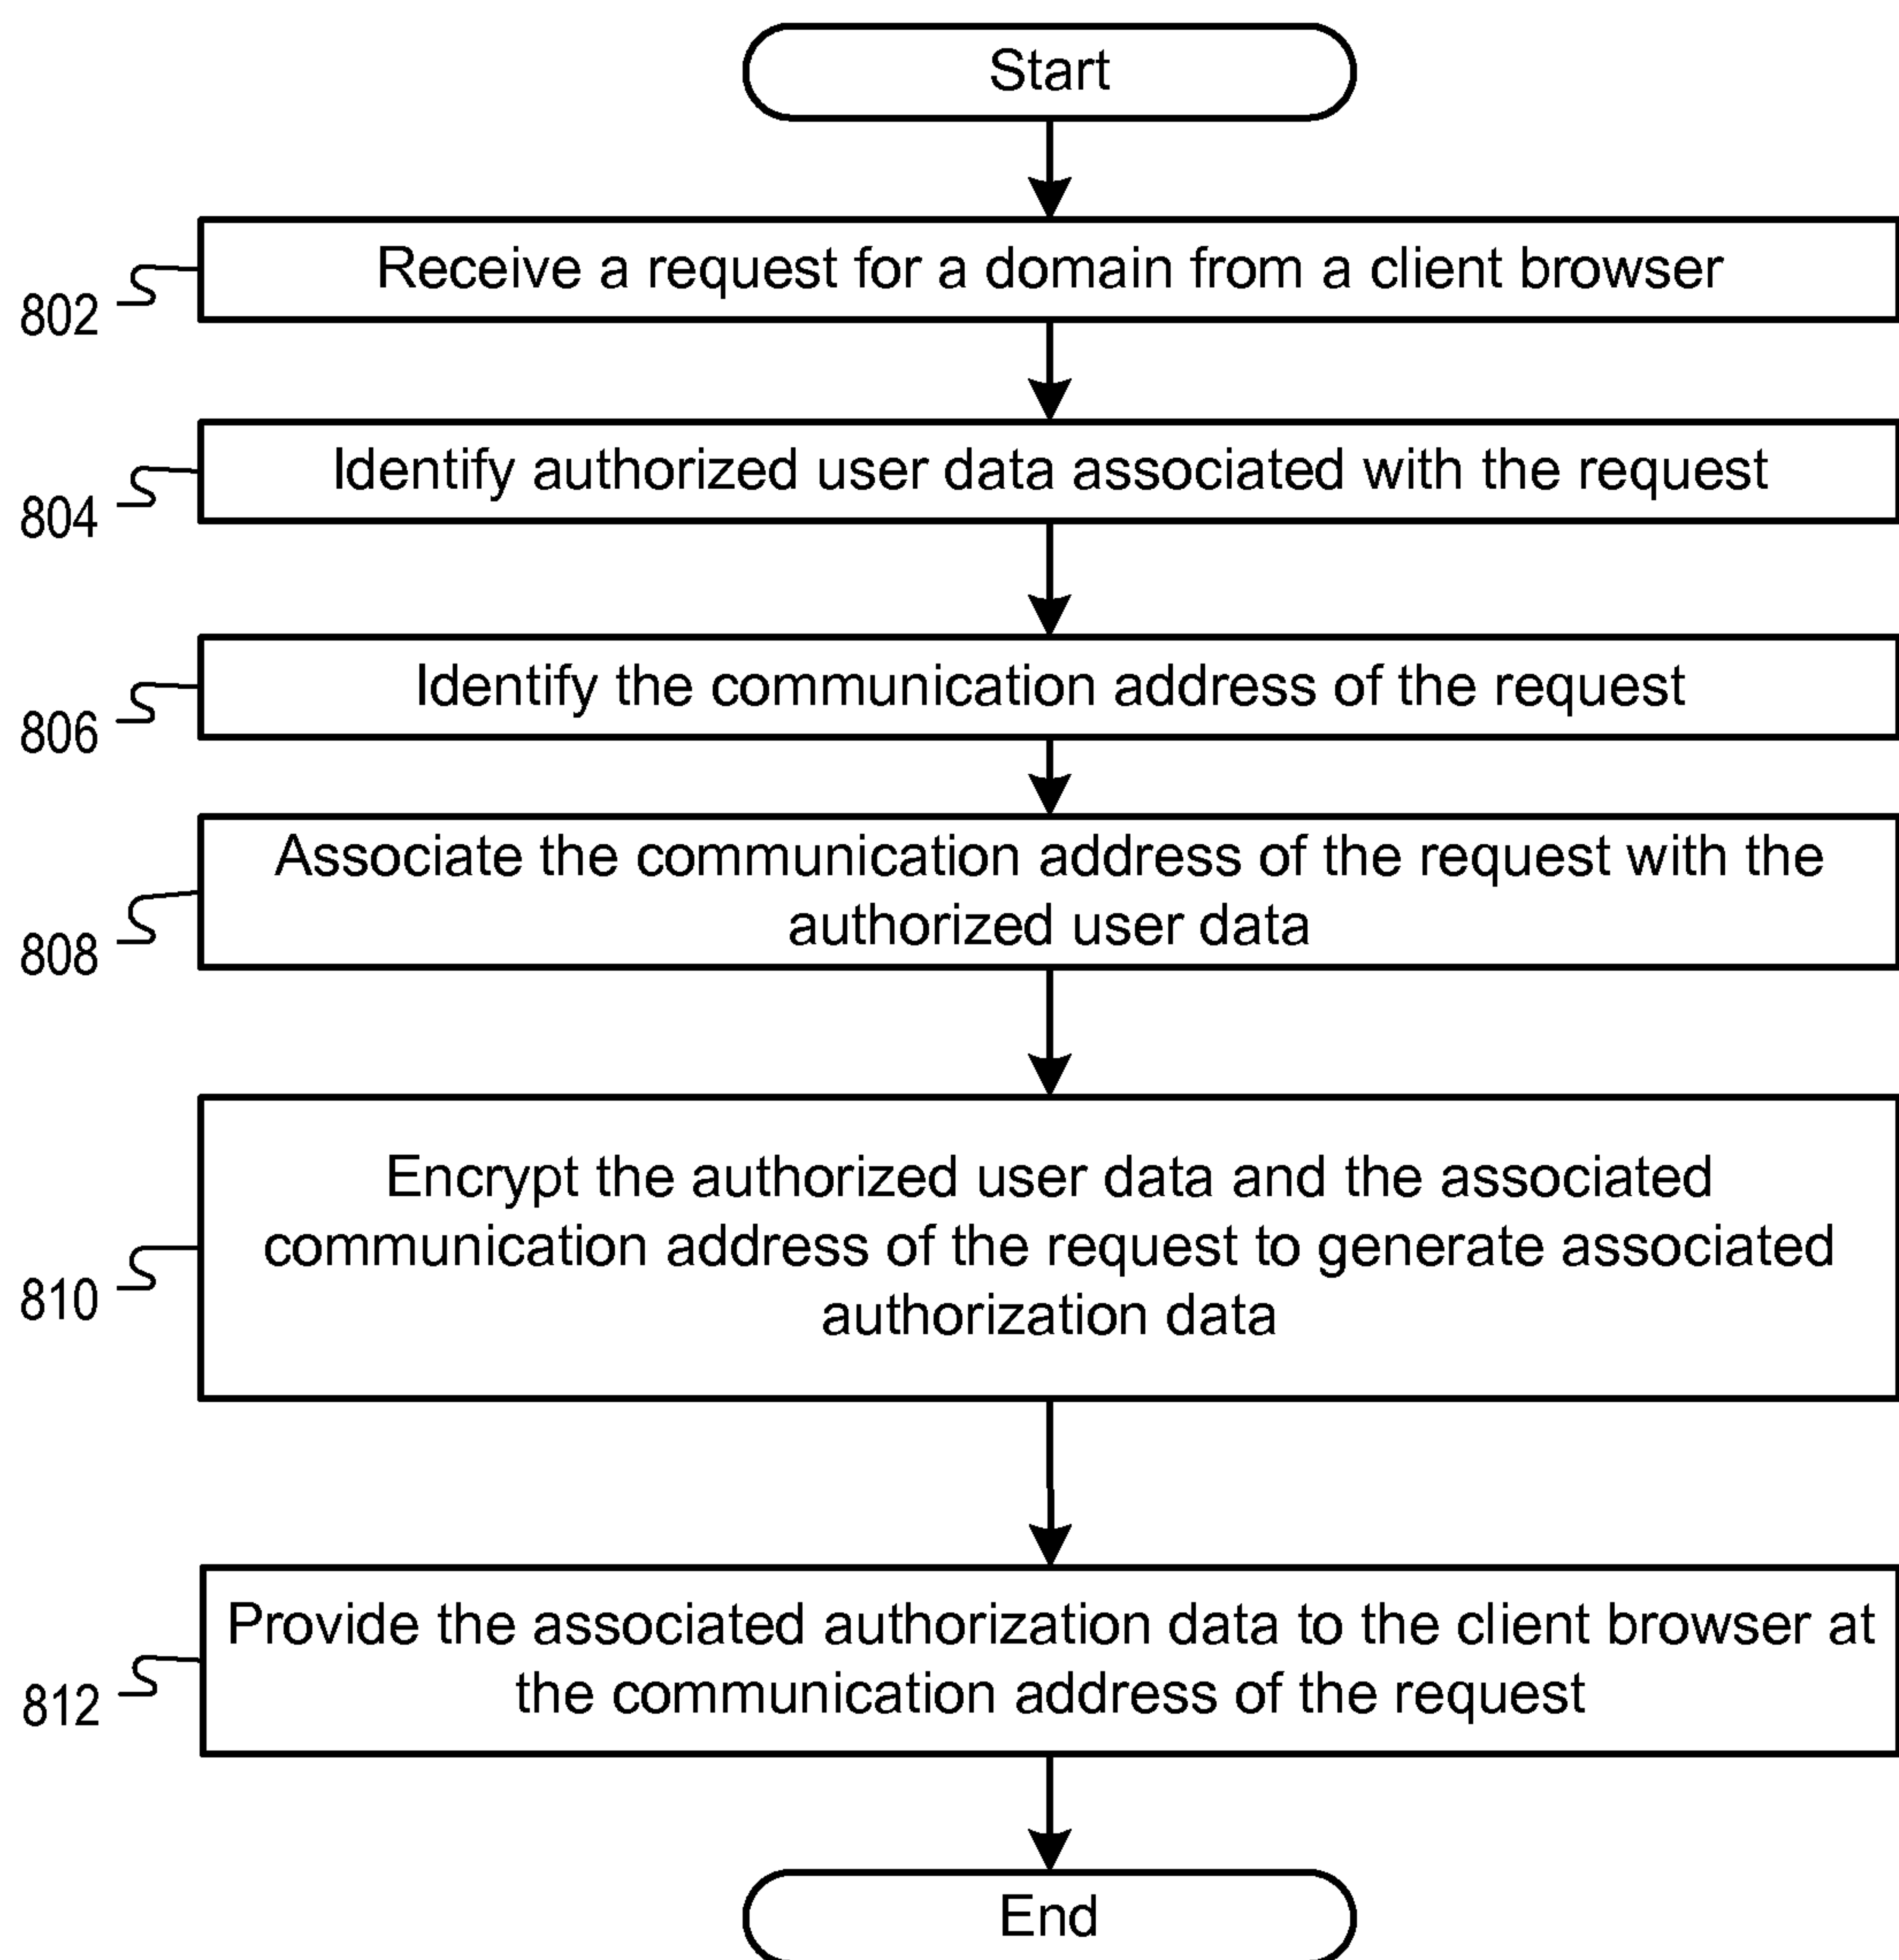 Start
Receive a request for a domain from a client browser
802
Identify authorized user data associated with the request
804
Identify the communication address of the request
806
Associate the communication address of the request with the
authorized user data
808
Encrypt the authorized user data and the associated
communication address of the request to generate associated
authorization data
810
Provide the associated authorization data to the client browser at
the communication address of the request
812
End